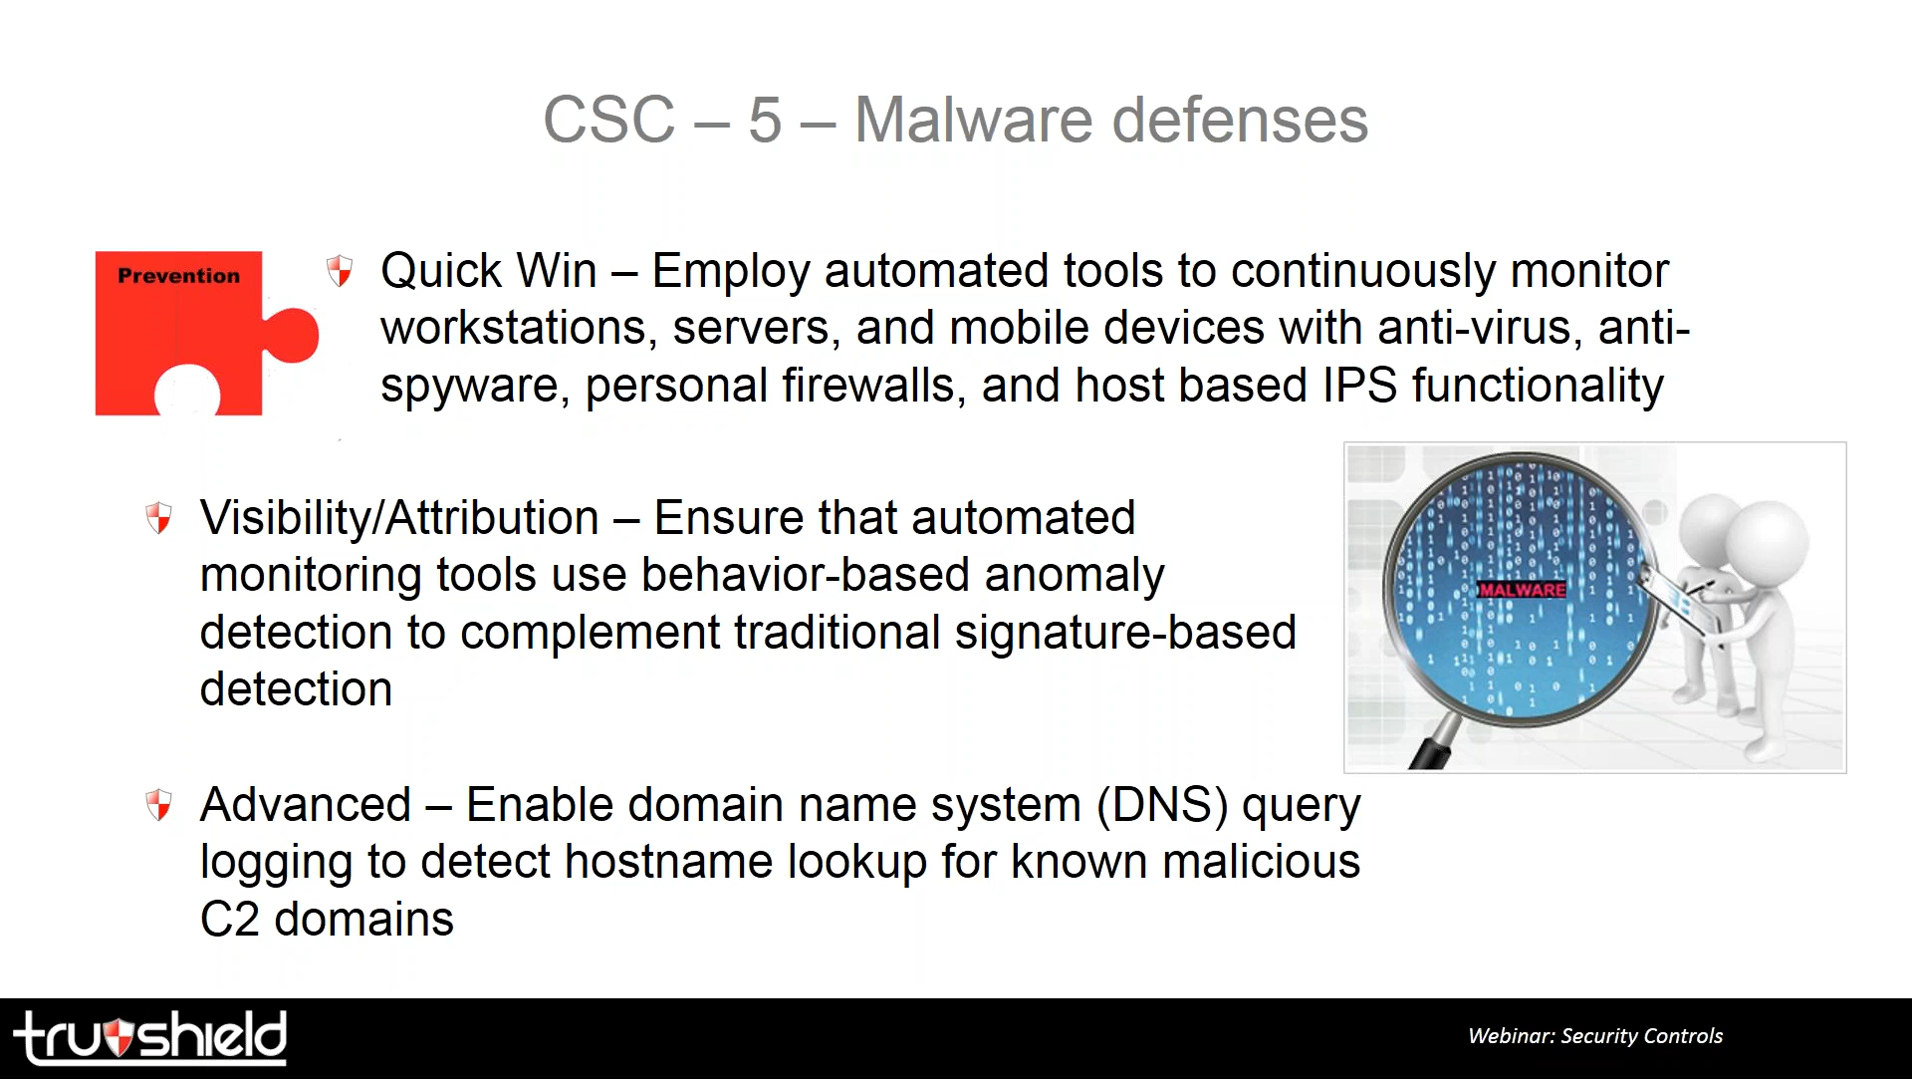 CSC – 5 – Malware defenses
Prevention
Quick Win – Employ automated tools to continuously monitor
workstations, servers, and mobile devices with anti-virus, anti-
spyware, personal firewalls, and host based IPS functionality
Visibility/Attribution – Ensure that automated
monitoring tools use behavior-based anomaly
detection to complement traditional signature-based
detection
MALWARE
Advanced – Enable domain name system (DNS) query
logging to detect hostname lookup for known malicious
C2 domains
trushield
Webinar: Security Controls